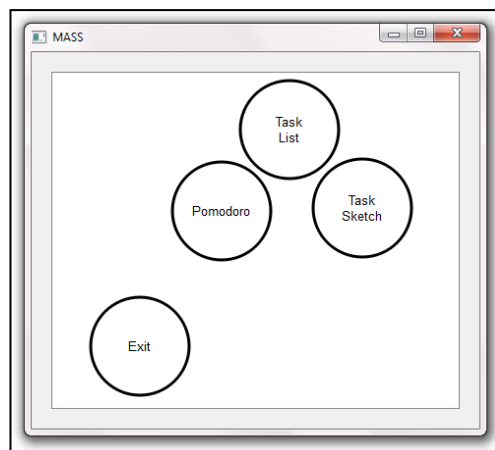 MASS
Task
List
Pomodoro
Task
Sketch
Exit